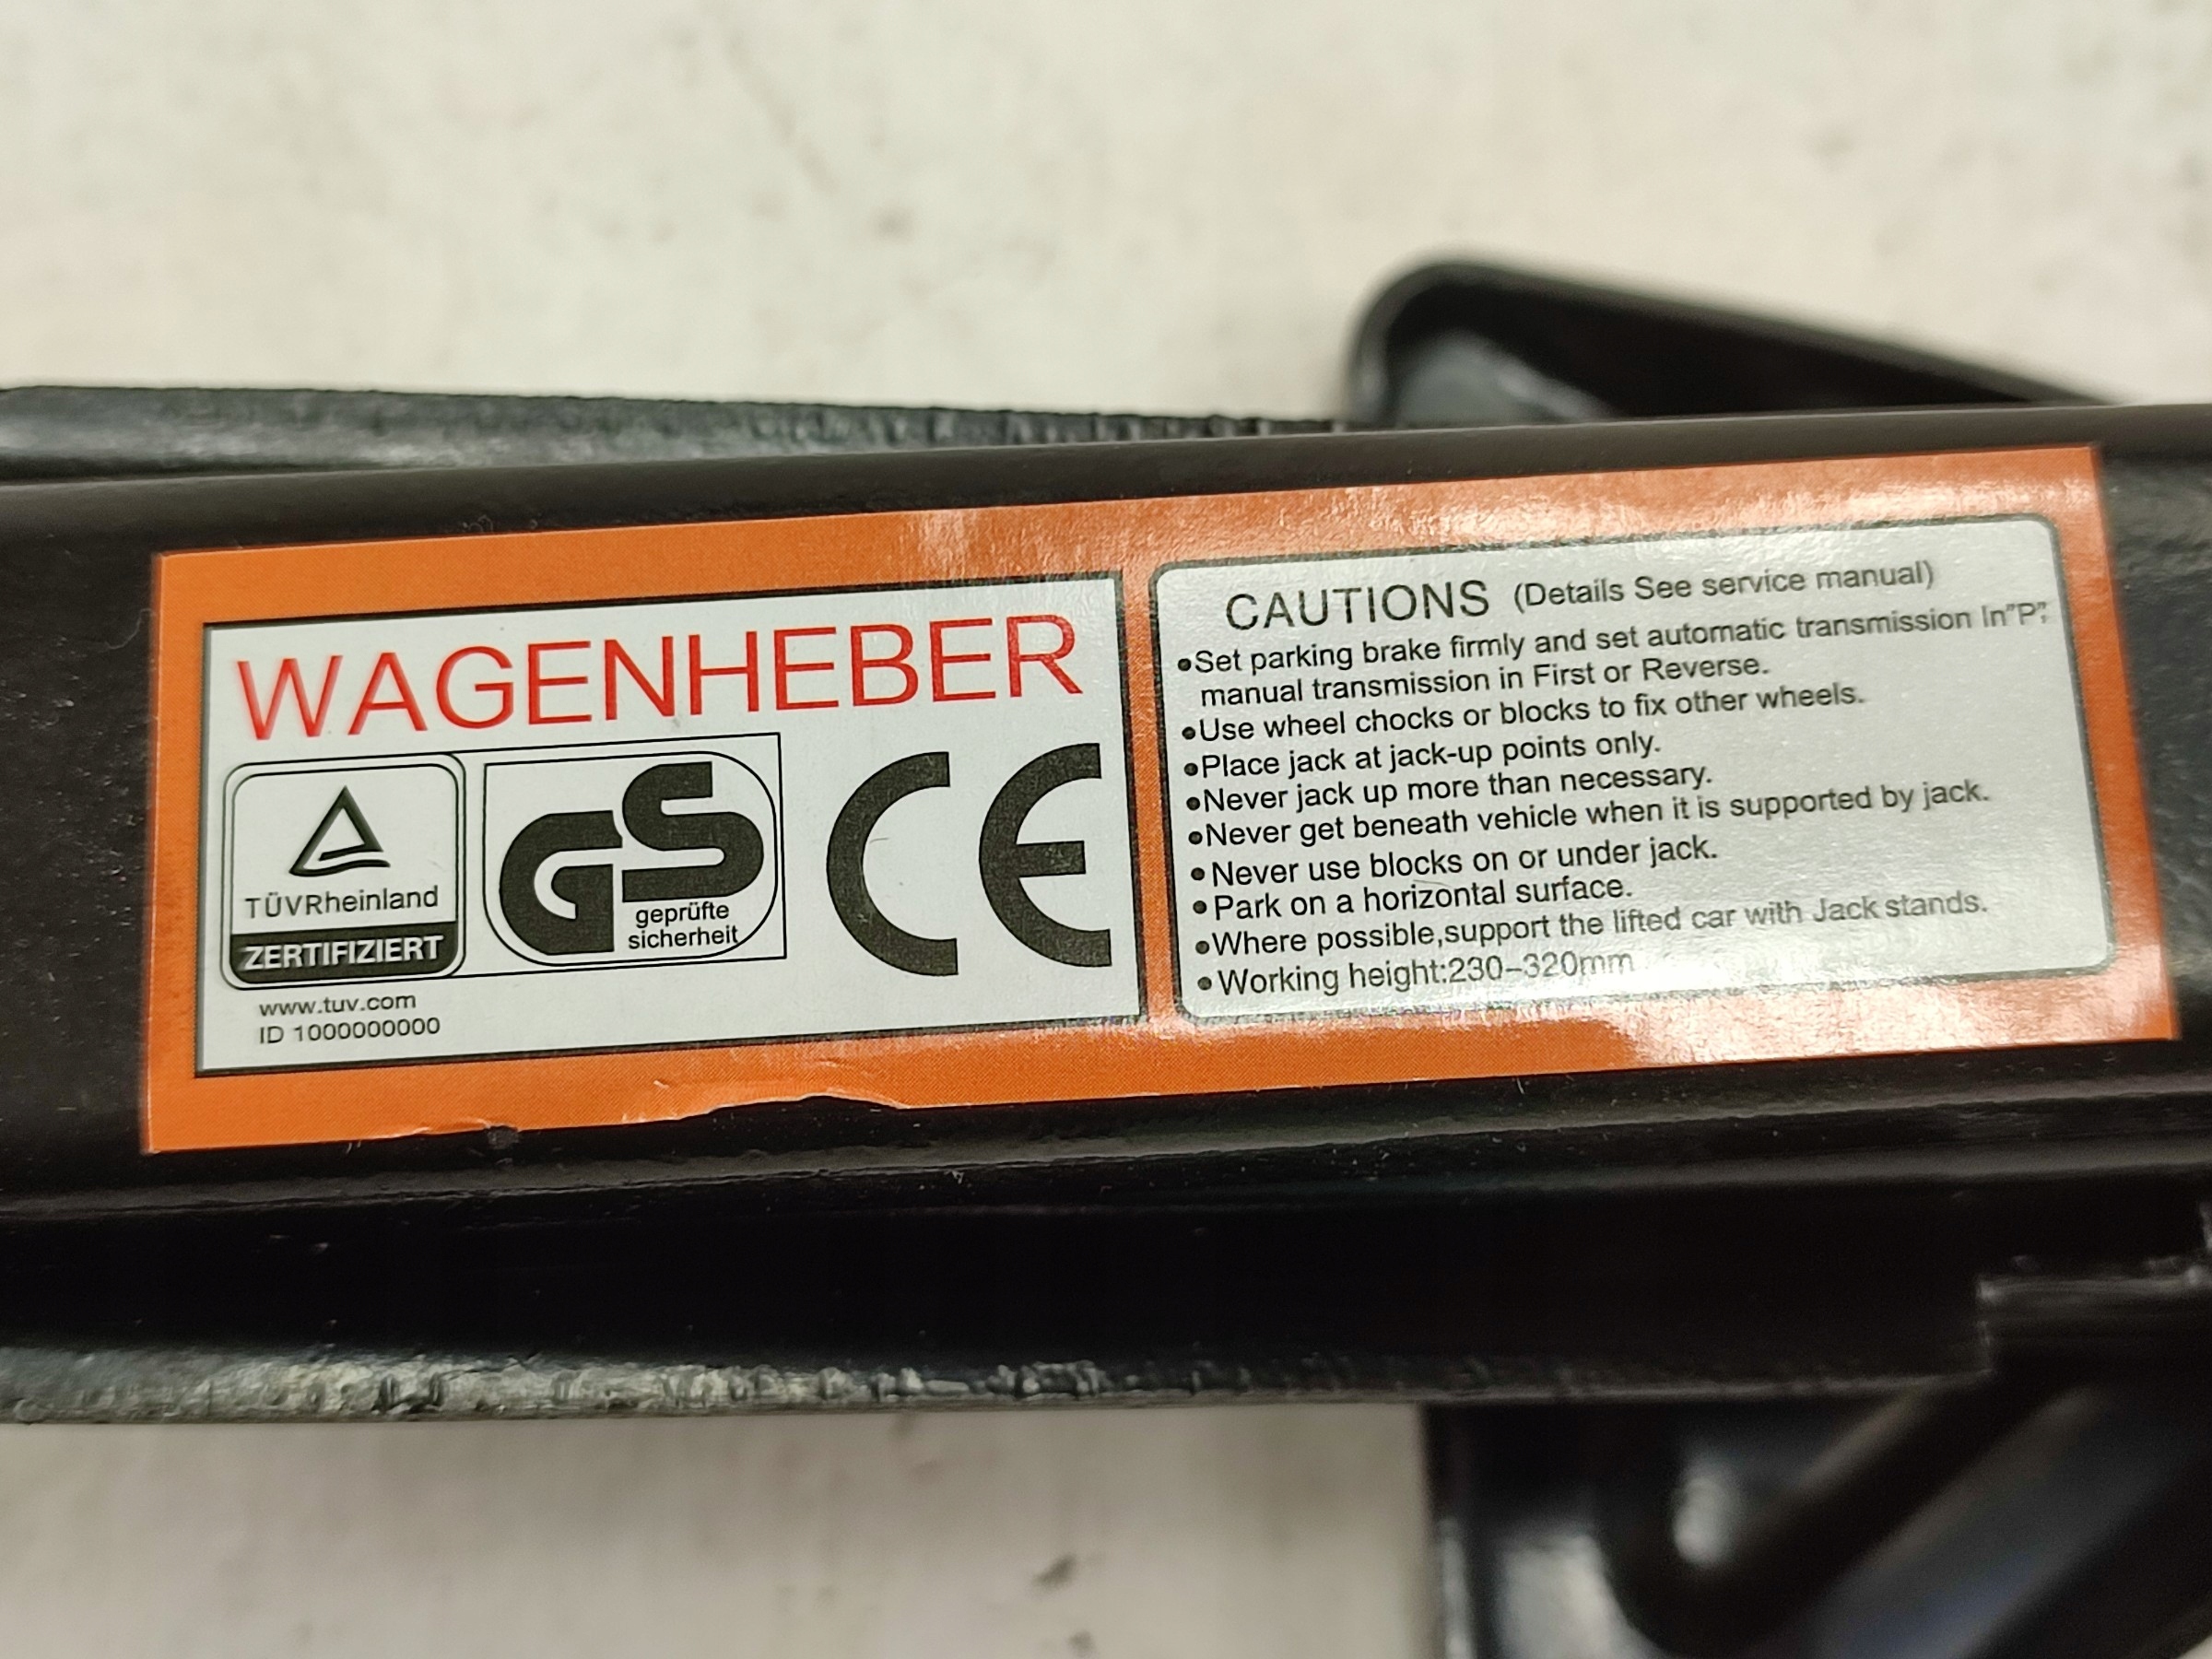 WAGENHEBER
TÜVRheinland
ZERTIFIZIERT
GS
geprüfte
sicherheit
CE
www.tuv.com
ID 1000000000
CAUTIONS (Details See service manual)
•Set parking brake firmly and set automatic transmission In"P",
manual transmission in First or Reverse.
•Use wheel chocks or blocks to fix other wheels.
•Place jack at jack-up points only.
•Never jack up more than necessary.
•Never get beneath vehicle when it is supported by jack.
•Never use blocks on or under jack.
•Park on a horizontal surface.
•Where possible,support the lifted car with Jack stands.
•Working height:230-320mm